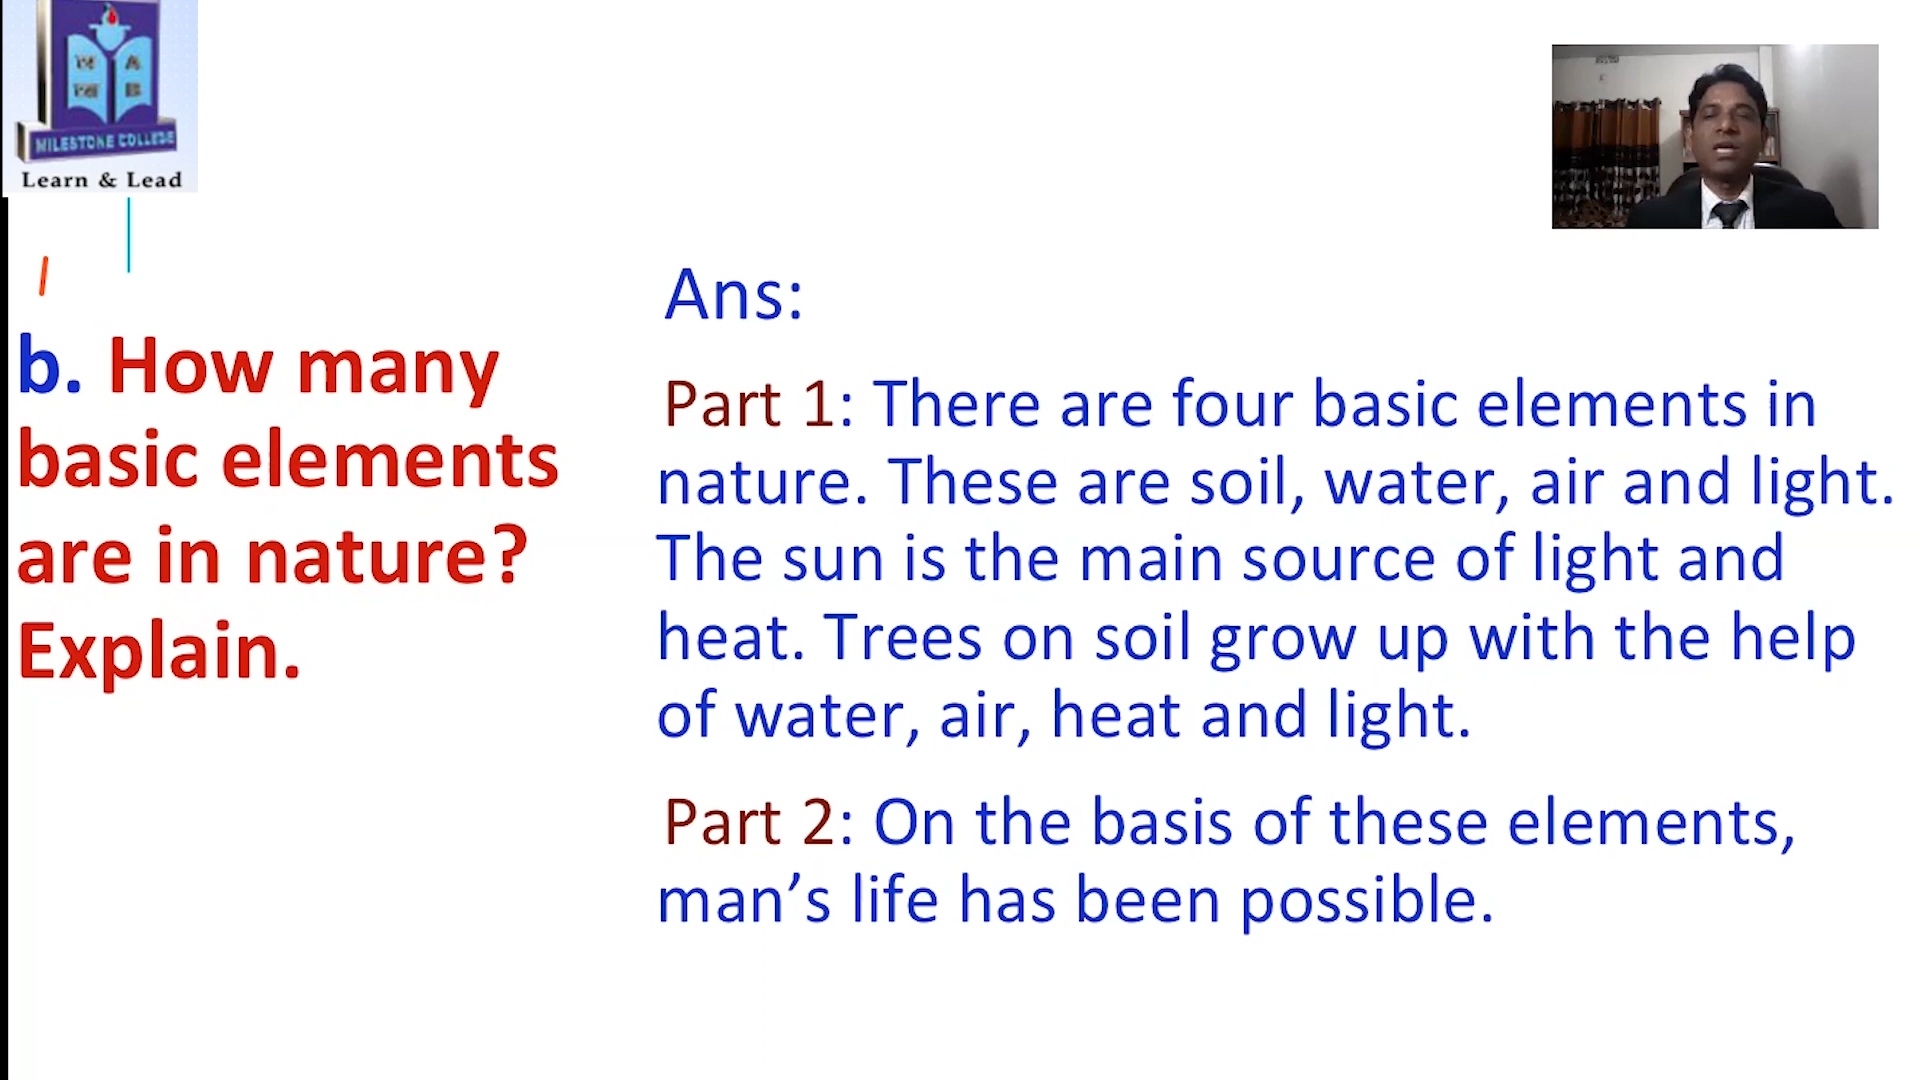 MILESTONE COLLEGE
Learn & Lead
b. How many
basic elements
are in nature?
Explain.
Ans:
Part 1: There are four basic elements in
nature. These are soil, water, air and light.
The sun is the main source of light and
heat. Trees on soil grow up with the help
of water, air, heat and light.
Part 2: On the basis of these elements,
man’s life has been possible.